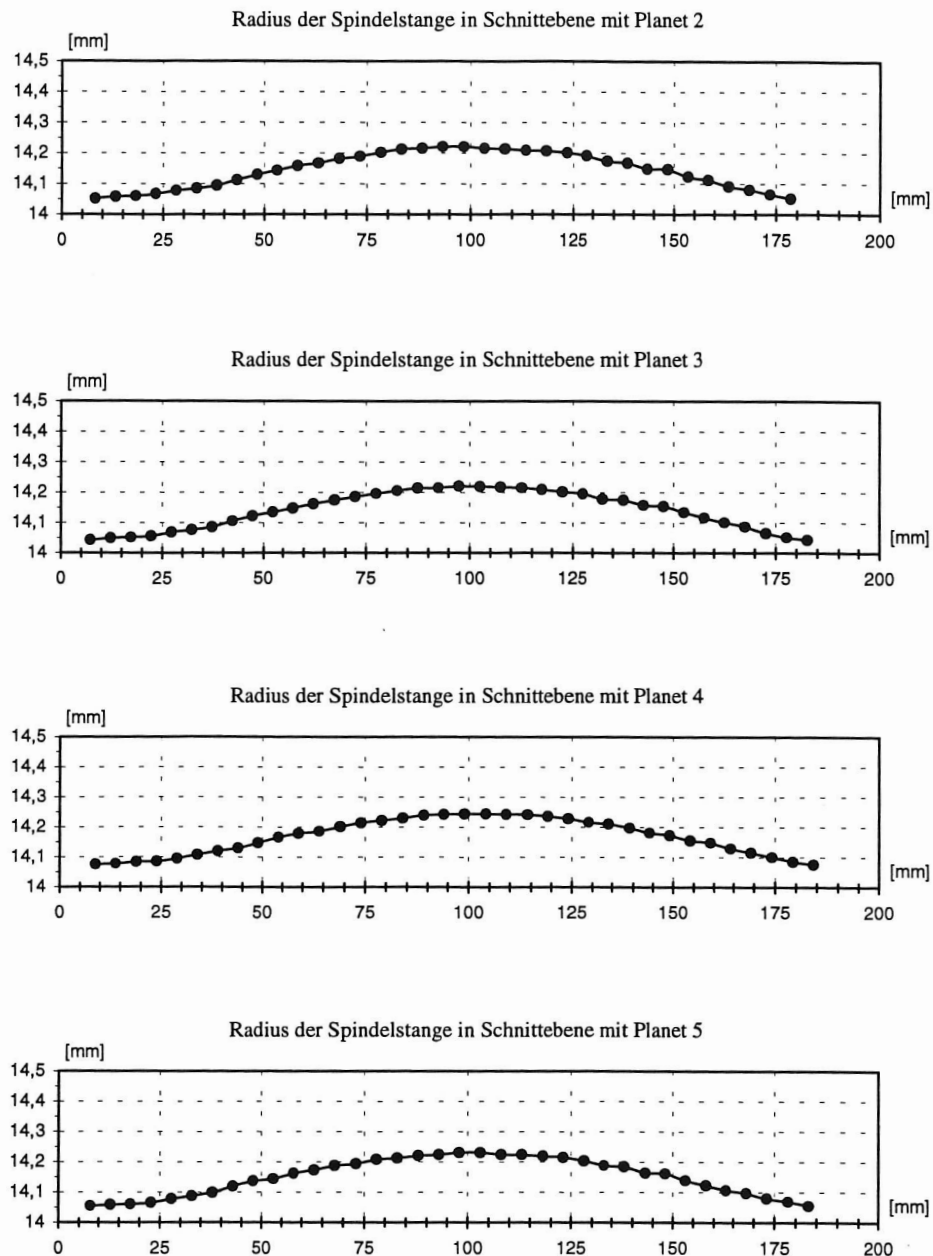 Radius der Spindelstange in Schnittebene mit Planet 2
[mm]
14,5
14,4
14,3
14,2
14,1
14
[mm]
0 25 50 75 100 125 150 175 200
Radius der Spindelstange in Schnittebene mit Planet 3
[mm]
14,5
14,4
14,3
14,2
14,1
14
[mm]
0 25 50 75 100 125 150 175 200
Radius der Spindelstange in Schnittebene mit Planet 4
[mm]
14,5
14,4
14,3
14,2
14,1
14
[mm]
0 25 50 75 100 125 150 175 200
Radius der Spindelstange in Schnittebene mit Planet 5
[mm]
14,5
14,4
14,3
14,2
14,1
14
[mm]
0 25 50 75 100 125 150 175 200